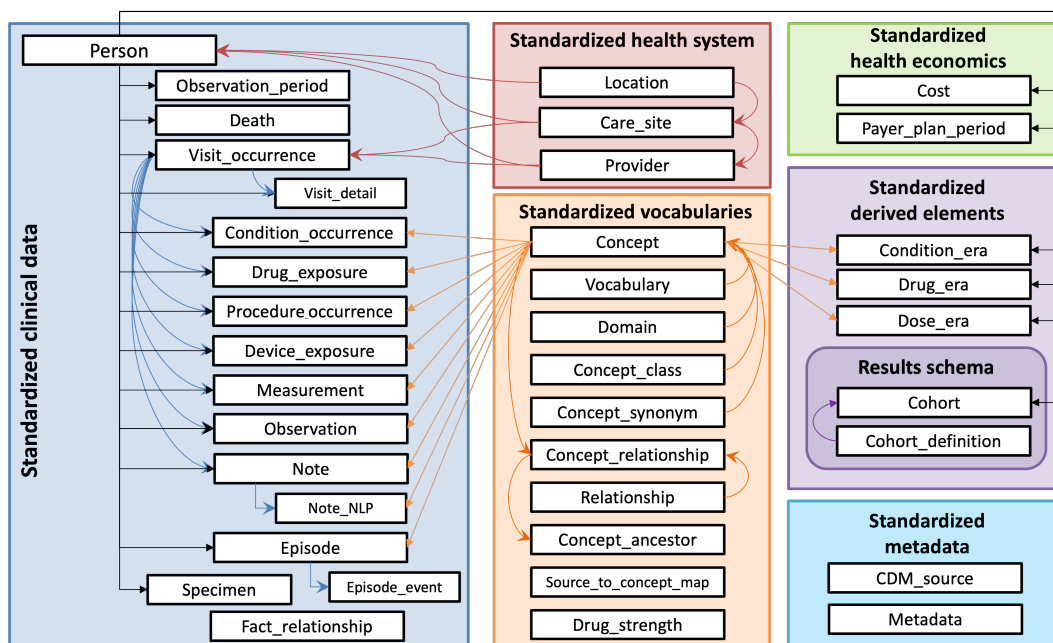 Standardized clinical data
Person
Observation_period
Death
Visit_occurrence
Visit_detail
Condition_occurrence
Drug_exposure
Procedure_occurrence
Device_exposure
Measurement
Observation
Note
Note_NLP
Episode
Episode_event
Specimen
Fact_relationship
Standardized health system
Location
Care_site
Provider
Standardized vocabularies
Concept
Vocabulary
Domain
Concept_class
Concept_synonym
Concept_relationship
Relationship
Concept_ancestor
Source_to_concept_map
Drug_strength
Standardized
health economics
Cost
Payer_plan_period
Standardized
derived elements
Condition_era
Drug_era
Dose_era
Results schema
Cohort
Cohort_definition
Standardized
metadata
CDM_source
Metadata